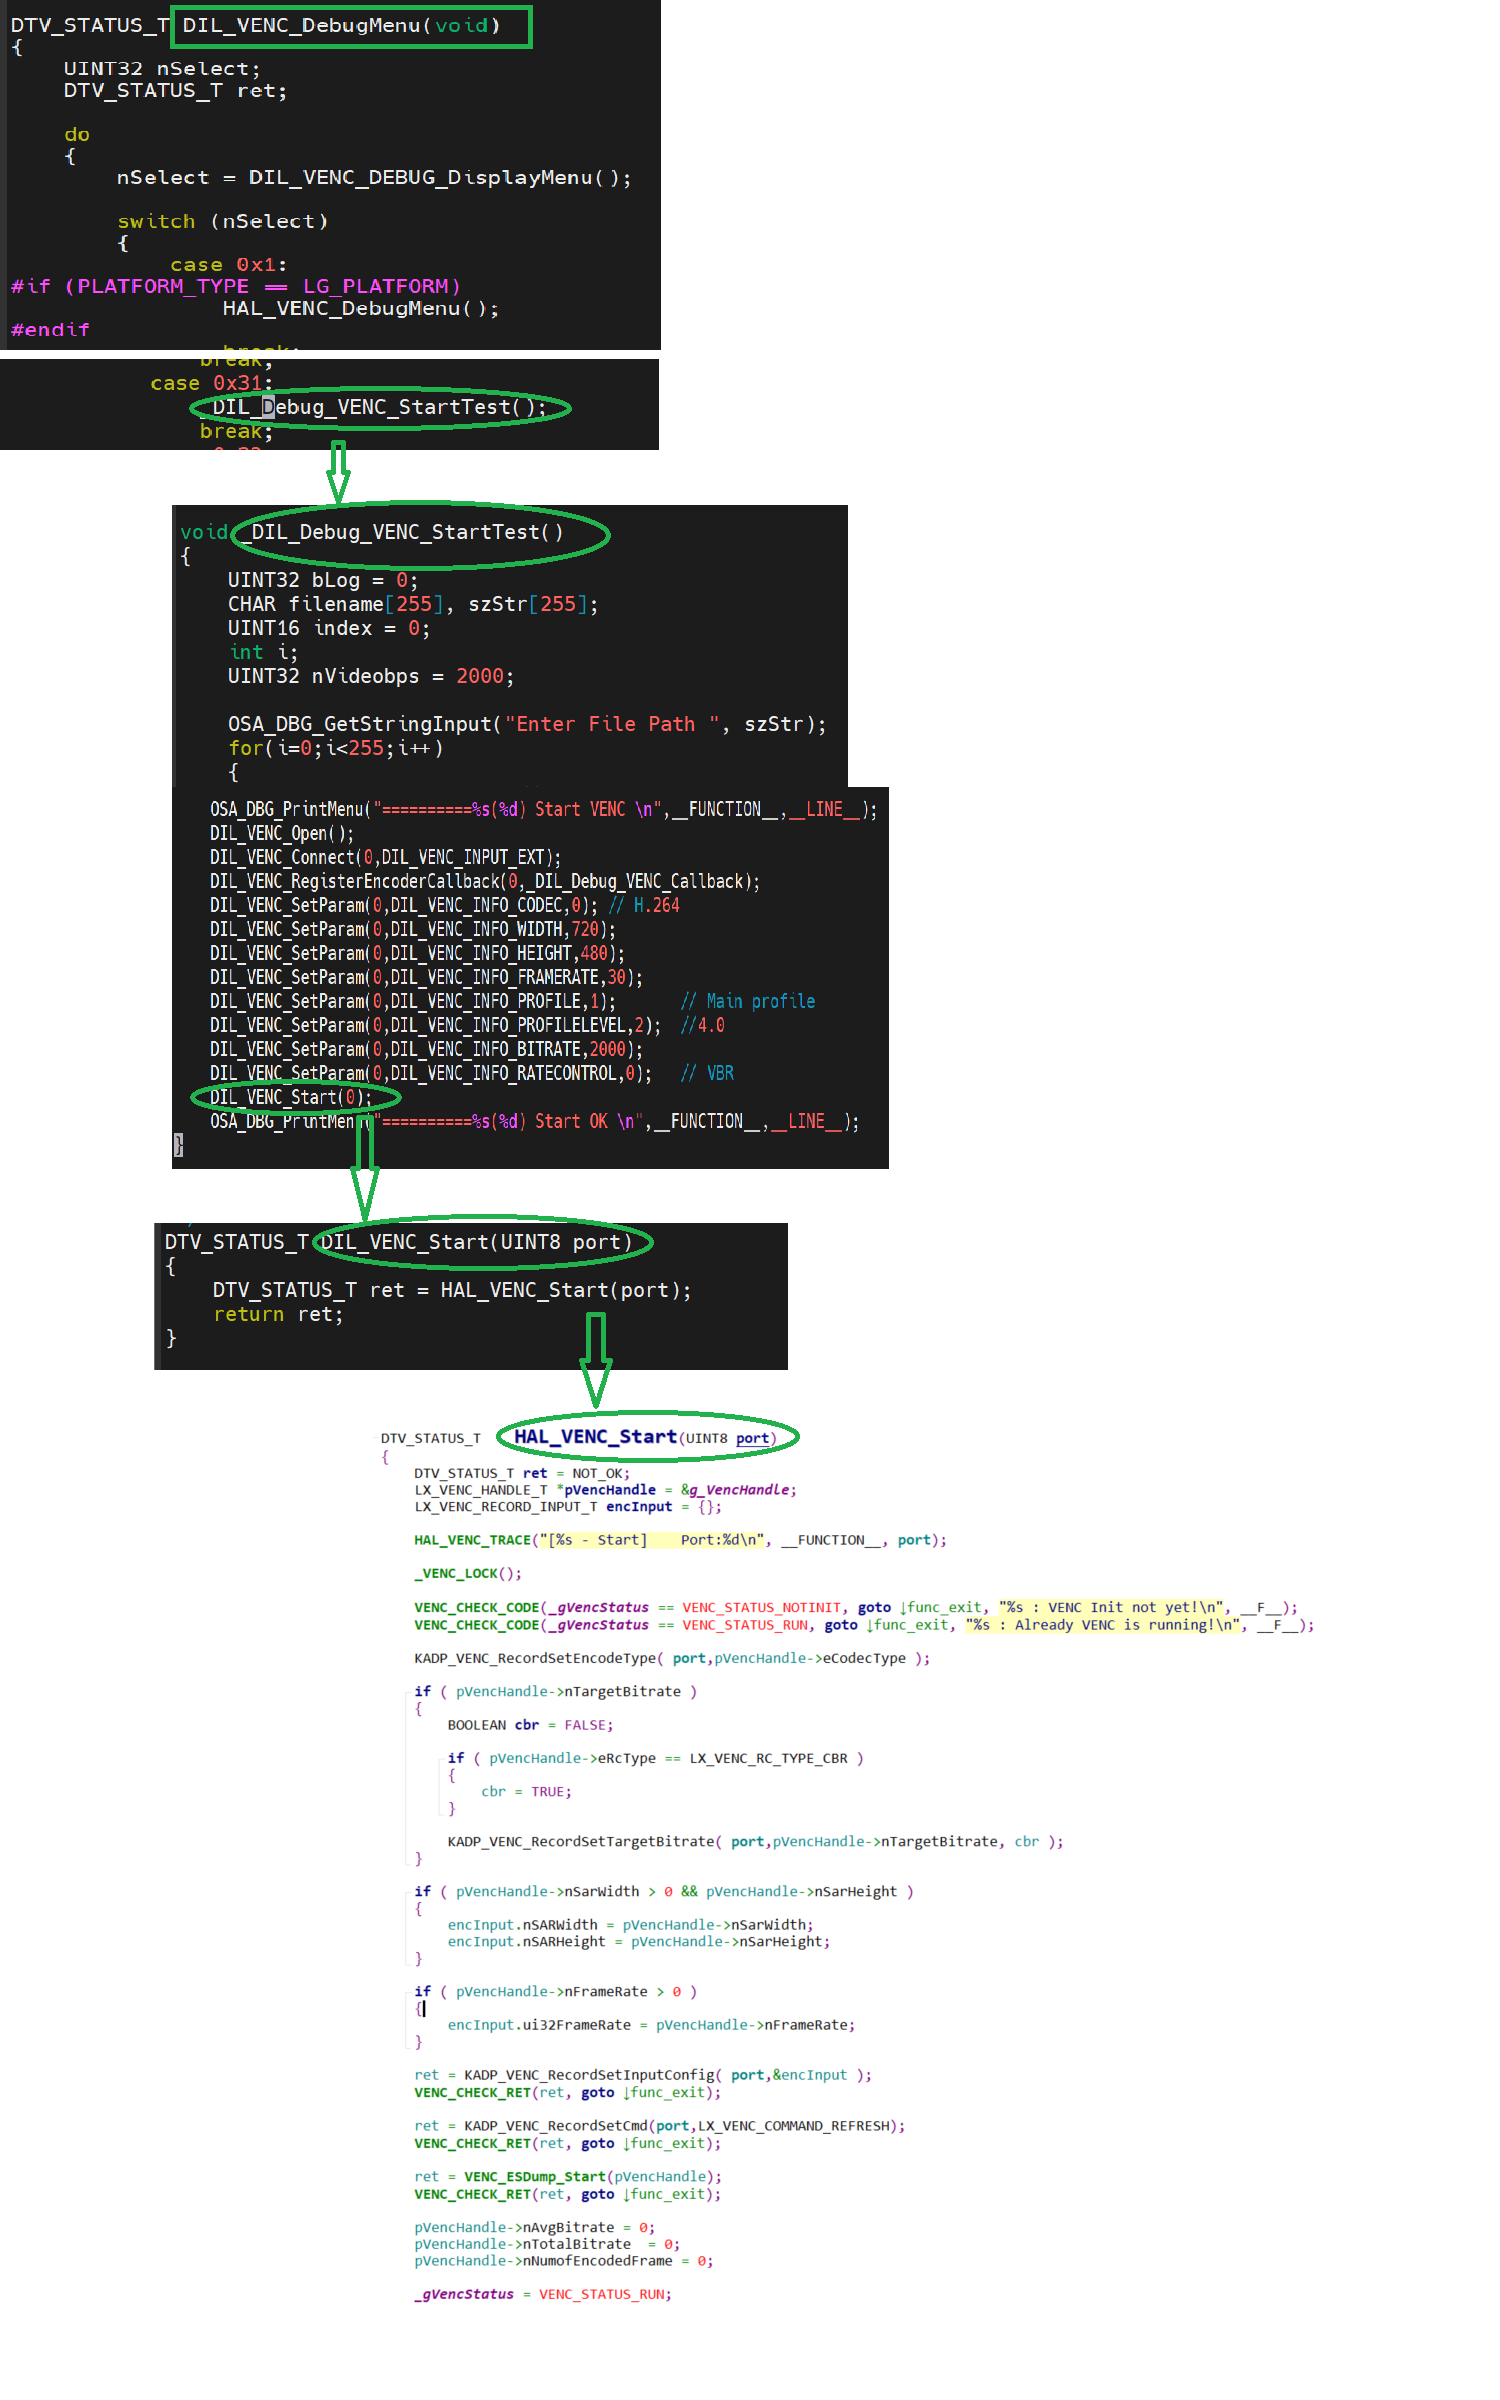 DTV_STATUS_T DIL_VENC_DebugMenu(void)
{
    UINT32 nSelect;
    DTV_STATUS_T ret;

    do
    {
        nSelect = DIL_VENC_DEBUG_DisplayMenu();

        switch (nSelect)
        {
            case 0x1:
#if (PLATFORM_TYPE == LG_PLATFORM)
                HAL_VENC_DebugMenu();
#endif
                break;
                break;
            case 0x31:
                _DIL_Debug_VENC_StartTest();
                break;
void _DIL_Debug_VENC_StartTest()
{
    UINT32 bLog = 0;
    CHAR filename[255], szStr[255];
    UINT16 index = 0;
    int i;
    UINT32 nVideobps = 2000;

    OSA_DBG_GetStringInput("Enter File Path ", szStr);
    for(i=0;i<255;i++)
    {
    OSA_DBG_PrintMenu("==========%s(%d) Start VENC \n",__FUNCTION__,__LINE__);
    DIL_VENC_Open();
    DIL_VENC_Connect(0,DIL_VENC_INPUT_EXT);
    DIL_VENC_RegisterEncoderCallback(0,_DIL_Debug_VENC_Callback);
    DIL_VENC_SetParam(0,DIL_VENC_INFO_CODEC,0); // H.264
    DIL_VENC_SetParam(0,DIL_VENC_INFO_WIDTH,720);
    DIL_VENC_SetParam(0,DIL_VENC_INFO_HEIGHT,480);
    DIL_VENC_SetParam(0,DIL_VENC_INFO_FRAMERATE,30);
    DIL_VENC_SetParam(0,DIL_VENC_INFO_PROFILE,1);       // Main profile
    DIL_VENC_SetParam(0,DIL_VENC_INFO_PROFILELEVEL,2);  //4.0
    DIL_VENC_SetParam(0,DIL_VENC_INFO_BITRATE,2000);
    DIL_VENC_SetParam(0,DIL_VENC_INFO_RATECONTROL,0);   // VBR
    DIL_VENC_Start(0);
    OSA_DBG_PrintMenu("==========%s(%d) Start OK \n",__FUNCTION__,__LINE__);
}
DTV_STATUS_T DIL_VENC_Start(UINT8 port)
{
    DTV_STATUS_T ret = HAL_VENC_Start(port);
    return ret;
}
DTV_STATUS_T    HAL_VENC_Start(UINT8 port)
{
    DTV_STATUS_T ret = NOT_OK;
    LX_VENC_HANDLE_T *pVencHandle = &g_VencHandle;
    LX_VENC_RECORD_INPUT_T encInput = {};

    HAL_VENC_TRACE("[%s - Start]    Port:%d\n", __FUNCTION__, port);

    _VENC_LOCK();

    VENC_CHECK_CODE(_gVencStatus == VENC_STATUS_NOTINIT, goto ↓func_exit, "%s : VENC Init not yet!\n", __F__);
    VENC_CHECK_CODE(_gVencStatus == VENC_STATUS_RUN, goto ↓func_exit, "%s : Already VENC is running!\n", __F__);

    KADP_VENC_RecordSetEncodeType( port,pVencHandle->eCodecType );

    if ( pVencHandle->nTargetBitrate )
    {
        BOOLEAN cbr = FALSE;

        if ( pVencHandle->eRcType == LX_VENC_RC_TYPE_CBR )
        {
            cbr = TRUE;
        }

        KADP_VENC_RecordSetTargetBitrate( port,pVencHandle->nTargetBitrate, cbr );
    }

    if ( pVencHandle->nSarWidth > 0 && pVencHandle->nSarHeight )
    {
        encInput.nSARWidth = pVencHandle->nSarWidth;
        encInput.nSARHeight = pVencHandle->nSarHeight;
    }

    if ( pVencHandle->nFrameRate > 0 )
    {
        encInput.ui32FrameRate = pVencHandle->nFrameRate;
    }

    ret = KADP_VENC_RecordSetInputConfig( port,&encInput );
    VENC_CHECK_RET(ret, goto ↓func_exit);

    ret = KADP_VENC_RecordSetCmd(port,LX_VENC_COMMAND_REFRESH);
    VENC_CHECK_RET(ret, goto ↓func_exit);

    ret = VENC_ESDump_Start(pVencHandle);
    VENC_CHECK_RET(ret, goto ↓func_exit);

    pVencHandle->nAvgBitrate = 0;
    pVencHandle->nTotalBitrate  = 0;
    pVencHandle->nNumofEncodedFrame = 0;

    _gVencStatus = VENC_STATUS_RUN;